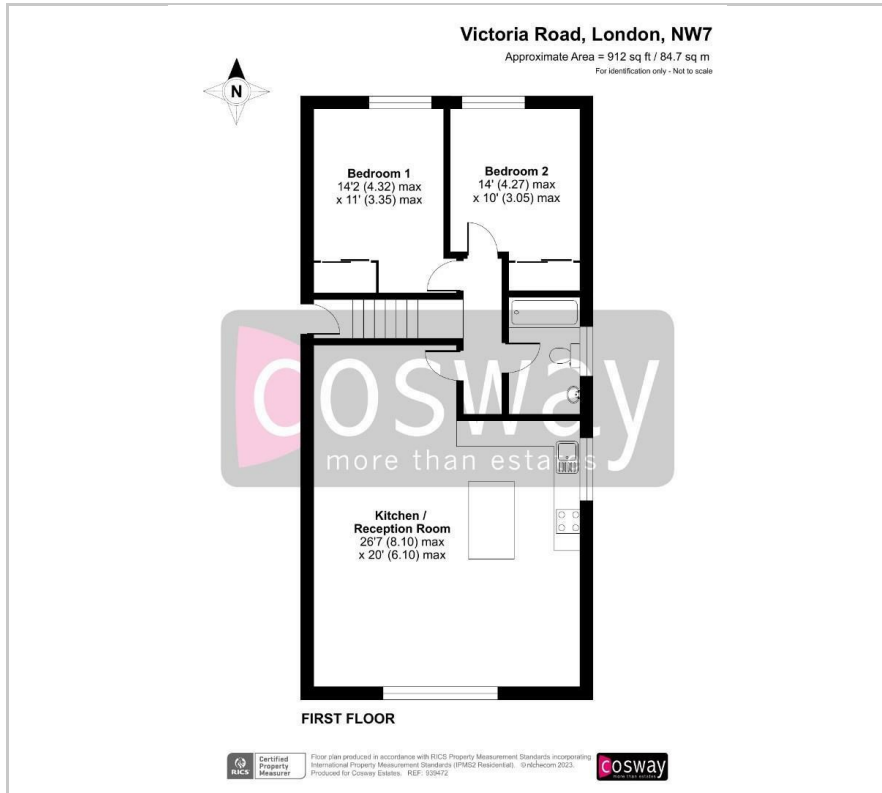 Victoria Road, London, NW7
Approximate Area = 912 sq ft / 84.7 sq m
For identification only - Not to scale
N
Bedroom 1
14'2 (4.32) max
x 11' (3.35) max
Bedroom 2
14' (4.27) max
x 10' (3.05) max
cosway
more than estates
Kitchen /
Reception Room
26'7 (8.10) max
x 20' (6.10) max
FIRST FLOOR
RICS
Certified
Property
Measurer
Floor plan produced in accordance with RICS Property Measurement Standards incorporating
International Property Measurement Standards (IPMS2 Residential). ©nichecom 2023.
Produced for Cosway Estates. REF: 939472
cosway
more than estates